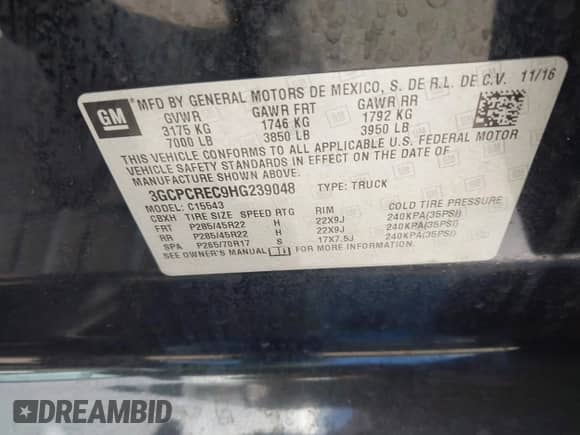 GM
MFD BY GENERAL MOTORS DE MEXICO, S. DE R.L. DE C.V. 11/16
GVWR GAWR FRT GAWR RR
3175 KG 1746 KG 1792 KG
7000 LB 3850 LB 3950 LB
THIS VEHICLE CONFORMS TO ALL APPLICABLE U.S. FEDERAL MOTOR
VEHICLE SAFETY STANDARDS IN EFFECT ON THE DATE OF
MANUFACTURE SHOWN ABOVE.
3GCPCREC9HG239048 TYPE: TRUCK
MODEL: C15543
CBXH TIRE SIZE SPEED RTG RIM COLD TIRE PRESSURE
FRT P285/45R22 H 22X9J 240KPA(35PSI)
RR P285/45R22 H 22X9J 240KPA(35PSI)
SPA P265/70R17 S 17X7.5J 240KPA(35PSI)
SEE OWNER'S MANUAL
DREAMBID